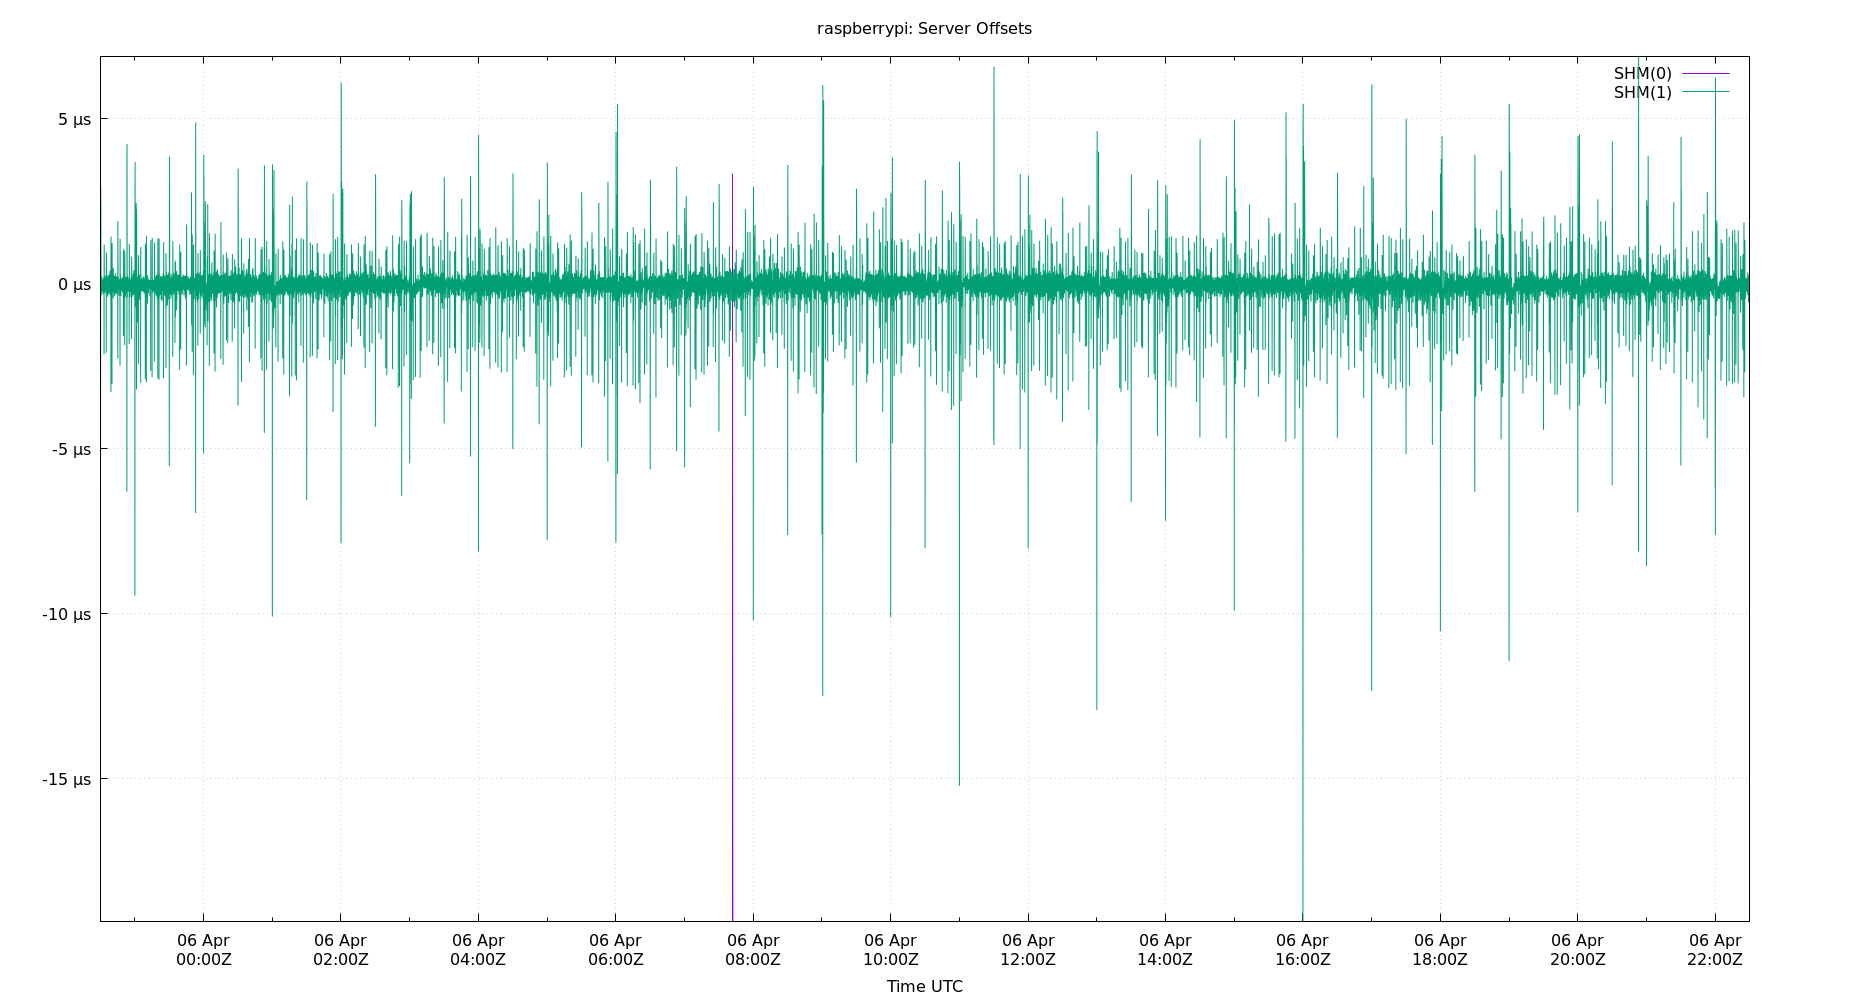 raspberrypi: Server Offsets
SHM(0)
SHM(1)
5 µs
0 µs
-5 µs
-10 µs
-15 µs
06 Apr 06 Apr 06 Apr 06 Apr 06 Apr 06 Apr 06 Apr 06 Apr 06 Apr 06 Apr 06 Apr 06 Apr
00:00Z 02:00Z 04:00Z 06:00Z 08:00Z 10:00Z 12:00Z 14:00Z 16:00Z 18:00Z 20:00Z 22:00Z
Time UTC